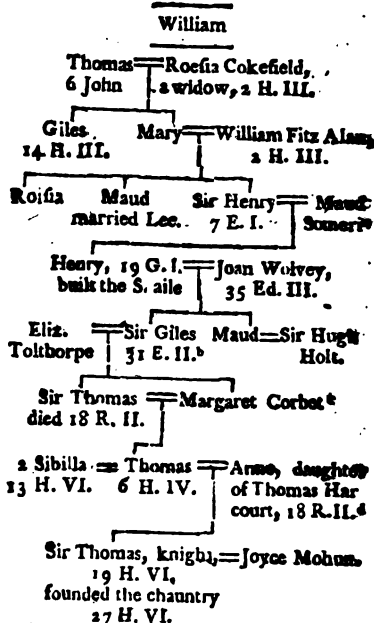 William
Thomas = Roesia Cokefield,
6 John a widow, 2 H. III.
Giles Mary = William Fitz Alan,
14 H. III. 2 H. III.
Roisia Maud Sir Henry = Maud
married Lee. 7 E. I. Someri
Henry, 19 G. I. = Joan Wolvey,
built the S. aile 35 Ed. III.
Eliz. = Sir Giles Maud = Sir Hugh
Tolthorpe 31 E. II. b Holt.
Sir Thomas = Margaret Corbet
died 18 R. II.
2 Sibilla = Thomas = Anne, daughter
13 H. VI. 6 H. IV. of Thomas Har
court, 18 R. II. d
Sir Thomas, knight, = Joyce Mohun.
19 H. VI,
founded the chauntry
27 H. VI.